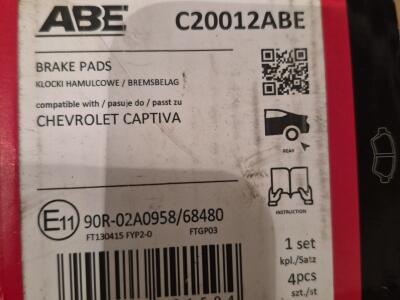 ABE C20012ABE
BRAKE PADS
KLOCKI HAMULCOWE / BREMSBELAG
compatible with / pasuje do / passt zu
CHEVROLET CAPTIVA
REAR
INSTRUCTION
E11 90R-02A0958/68480
FT130415 FYP2-0 FTGP03
1 set
kpl./Satz
4pcs
szt./st